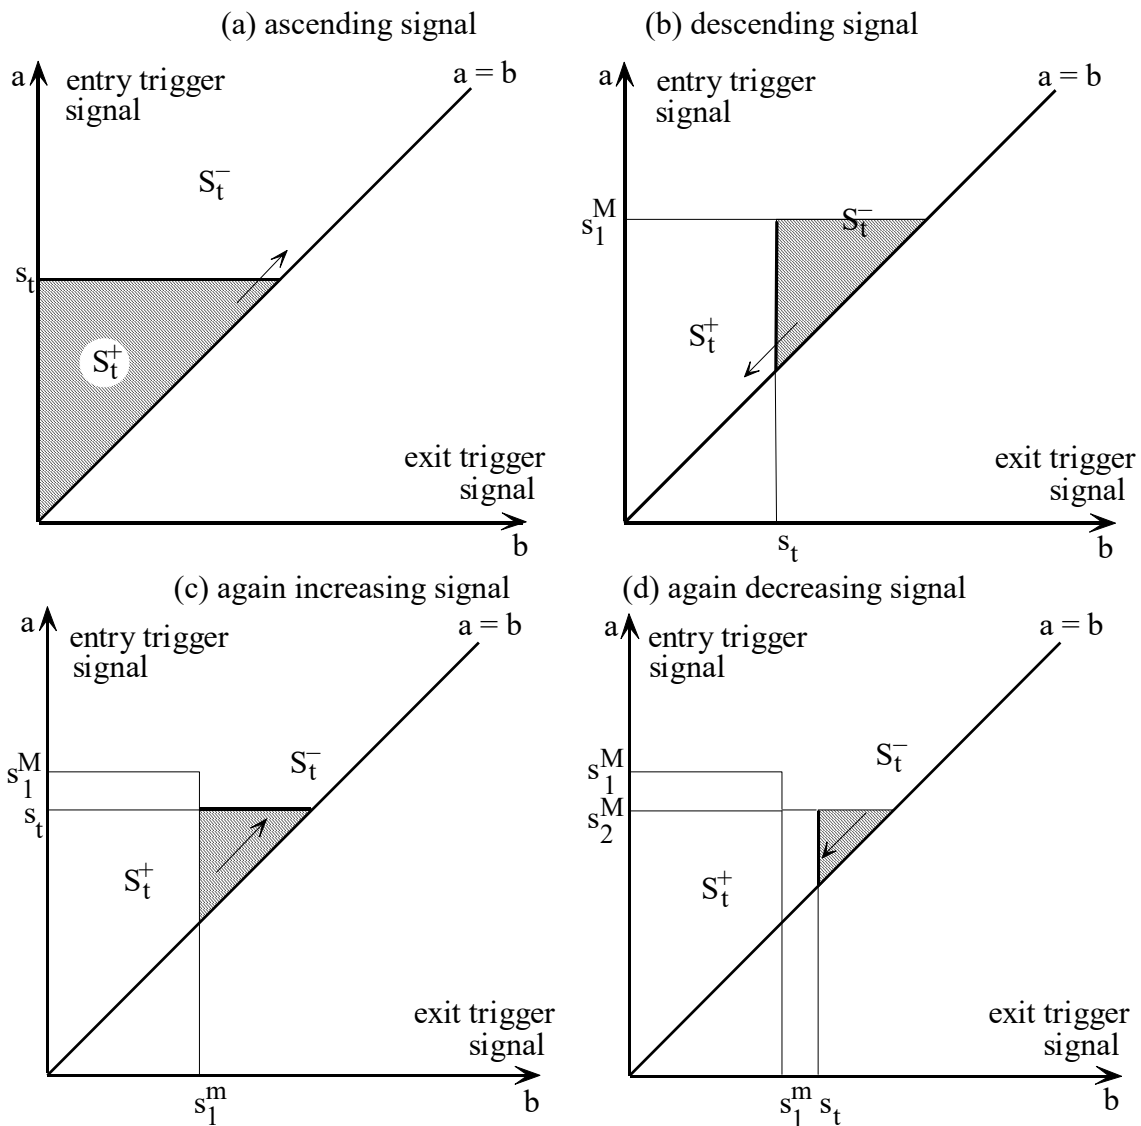 (a) ascending signal
a
entry trigger
signal
a = b
S_t^−
s_t
S_t^+
exit trigger
signal
b
(b) descending signal
a
entry trigger
signal
a = b
s_1^M
S_t^−
S_t^+
exit trigger
signal
s_t
b
(c) again increasing signal
a
entry trigger
signal
a = b
s_1^M
S_t^−
s_t
S_t^+
exit trigger
signal
s_1^m
b
(d) again decreasing signal
a
entry trigger
signal
a = b
s_1^M
S_t^−
s_2^M
S_t^+
exit trigger
signal
s_1^m s_t
b